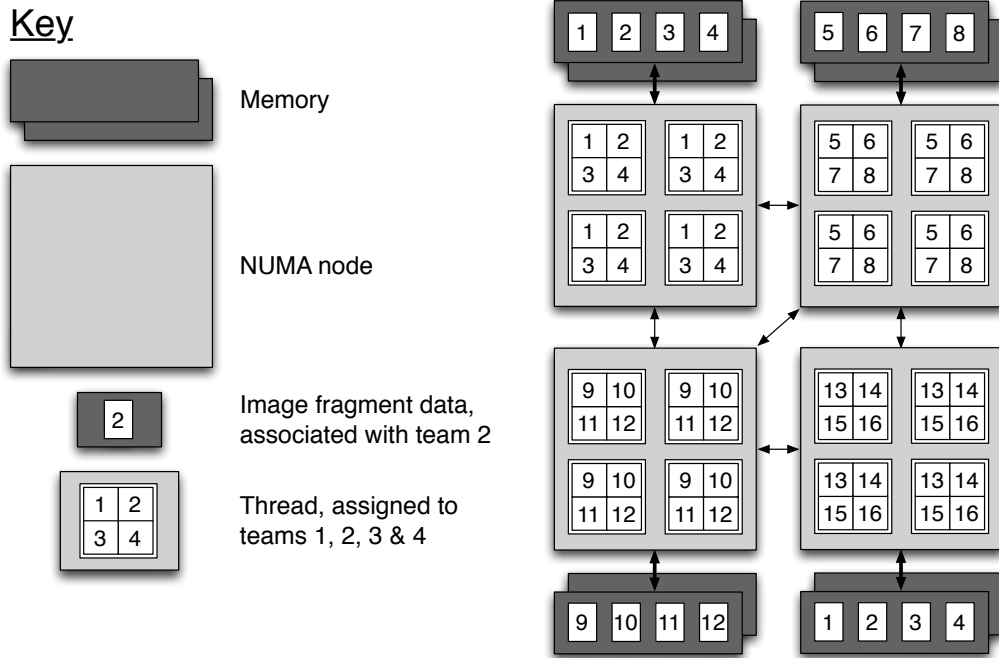 Key
Memory
NUMA node
2
Image fragment data,
associated with team 2
1 2
3 4
Thread, assigned to
teams 1, 2, 3 & 4
1 2 3 4
5 6 7 8
1 2 1 2
3 4 3 4
1 2 1 2
3 4 3 4
5 6 5 6
7 8 7 8
5 6 5 6
7 8 7 8
9 10 9 10
11 12 11 12
9 10 9 10
11 12 11 12
13 14 13 14
15 16 15 16
13 14 13 14
15 16 15 16
9 10 11 12
1 2 3 4